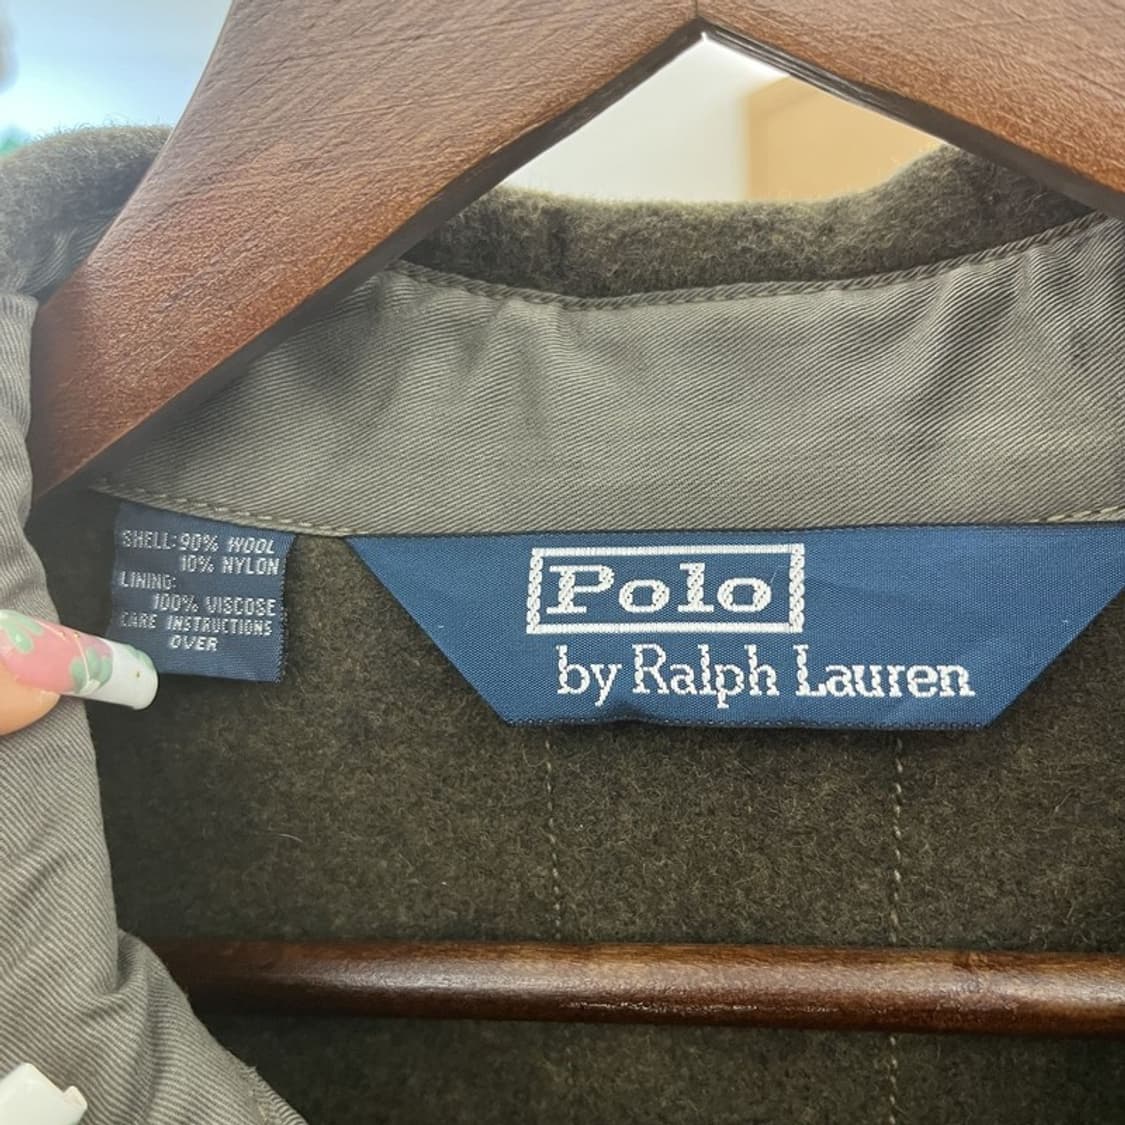 SHELL: 90% WOOL
10% NYLON
LINING:
100% VISCOSE
CARE INSTRUCTIONS
OVER
Polo
by Ralph Lauren